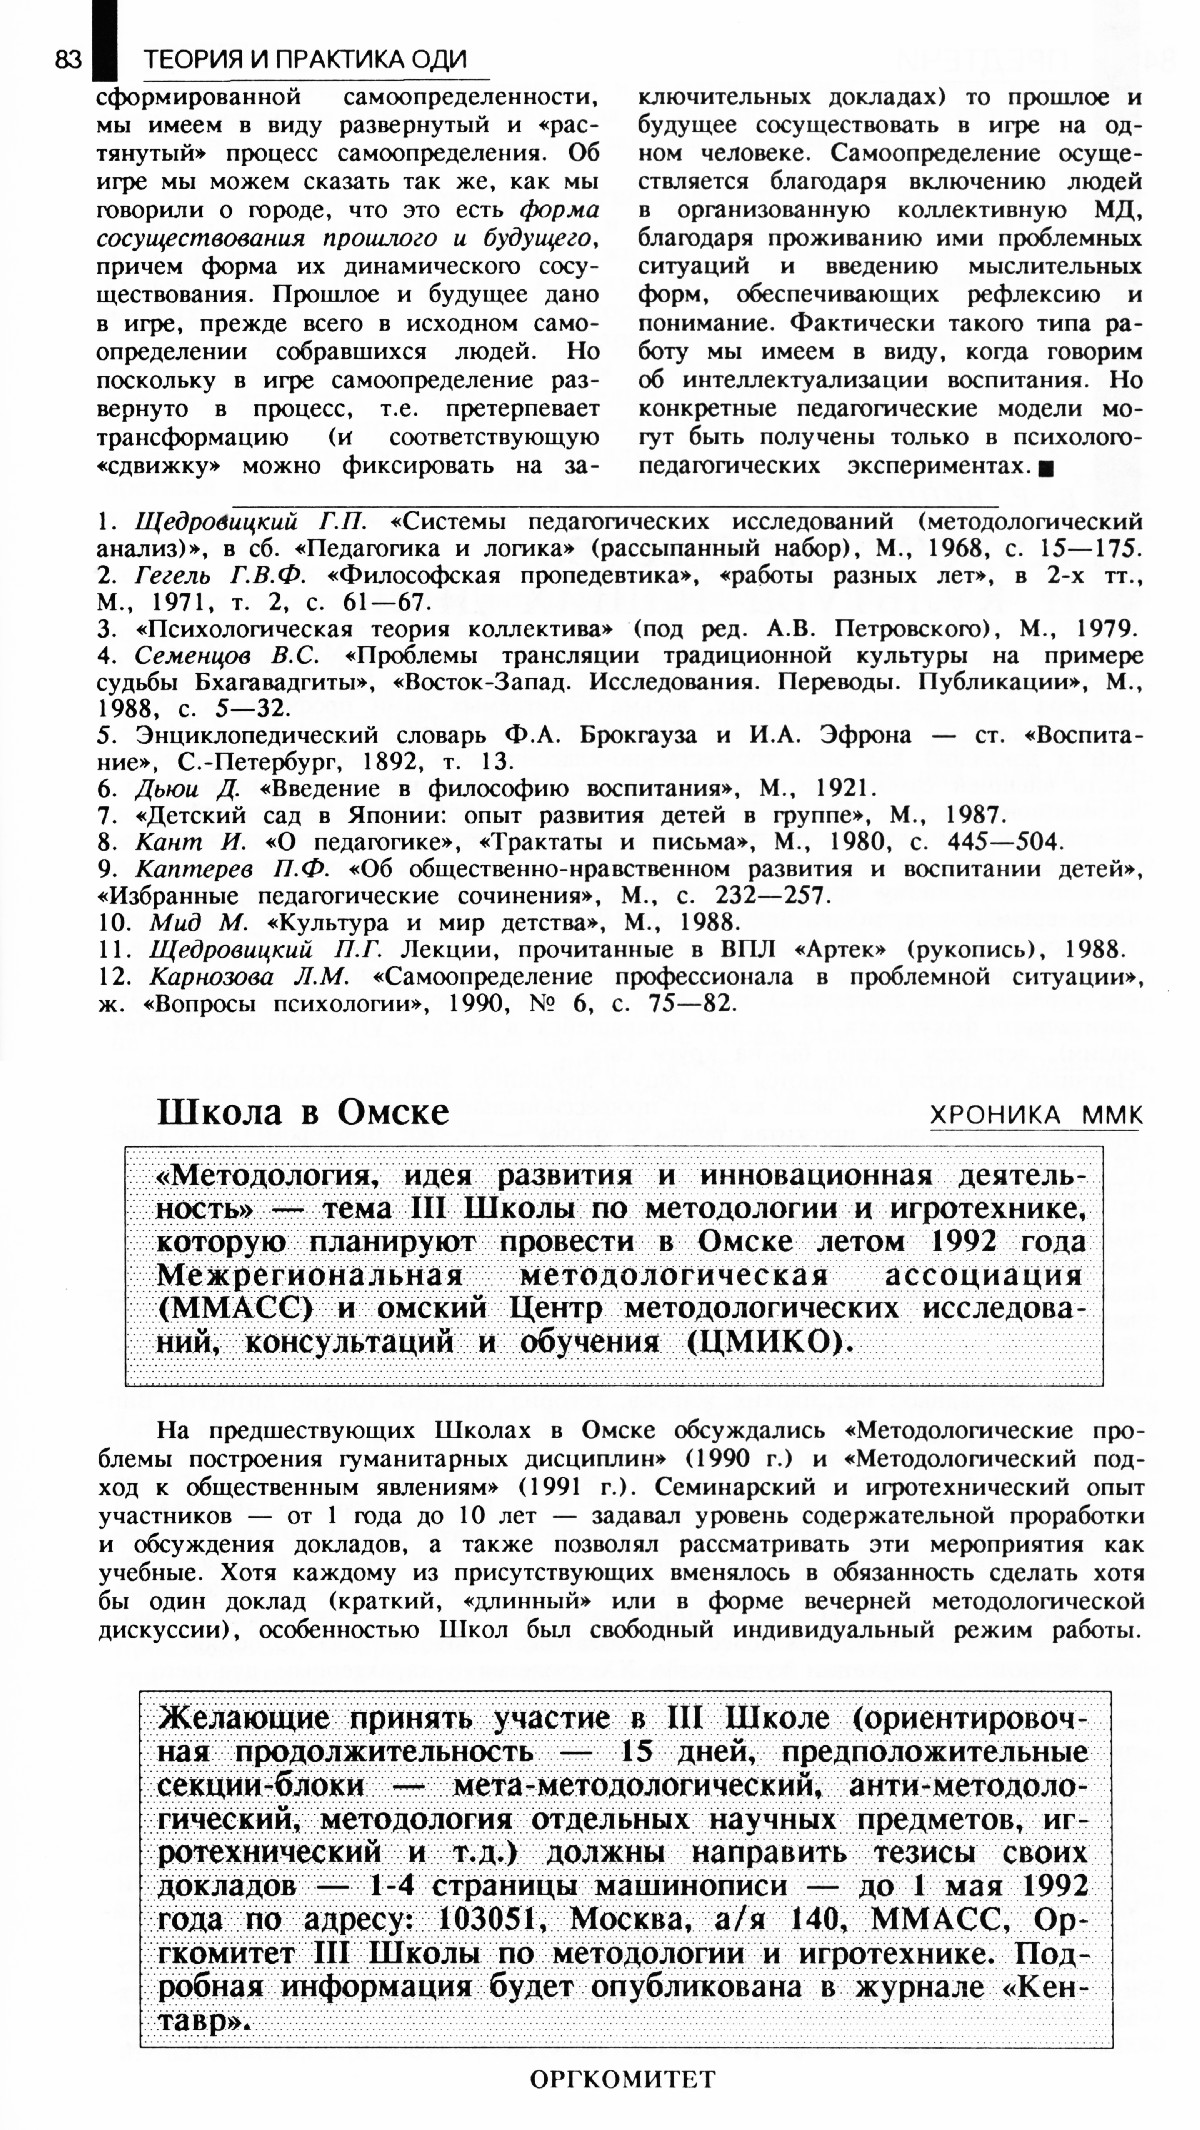 83
ТЕОРИЯ И ПРАКТИКА ОДИ
сформированной самоопределенности,
мы имеем в виду развернутый и «рас-
тянутый» процесс самоопределения. Об
игре мы можем сказать так же, как мы
говорили о городе, что это есть форма
сосуществования прошлого и будущего,
причем форма их динамического сосу-
ществования. Прошлое и будущее дано
в игре, прежде всего в исходном само-
определении собравшихся людей. Но
поскольку в игре самоопределение раз-
вернуто в процесс, т.е. претерпевает
трансформацию (и соответствующую
«сдвижку» можно фиксировать на за-
ключительных докладах) то прошлое и
будущее сосуществовать в игре на од-
ном человеке. Самоопределение осуще-
ствляется благодаря включению людей
в организованную коллективную МД,
благодаря проживанию ими проблемных
ситуаций и введению мыслительных
форм, обеспечивающих рефлексию и
понимание. Фактически такого типа ра-
боту мы имеем в виду, когда говорим
об интеллектуализации воспитания. Но
конкретные педагогические модели мо-
гут быть получены только в психолого-
педагогических экспериментах. ■
1. Щедровицкий Г.П. «Системы педагогических исследований (методологический
анализ)», в сб. «Педагогика и логика» (рассыпанный набор), М., 1968, с. 15—175.
2. Гегель Г.В.Ф. «Философская пропедевтика», «работы разных лет», в 2-х тт.,
М., 1971, т. 2, с. 61—67.
3. «Психологическая теория коллектива» (под ред. А.В. Петровского), М., 1979.
4. Семенцов В.С. «Проблемы трансляции традиционной культуры на примере
судьбы Бхагавадгиты», «Восток-Запад. Исследования. Переводы. Публикации», М.,
1988, с. 5—32.
5. Энциклопедический словарь Ф.А. Брокгауза и И.А. Эфрона — ст. «Воспита-
ние», С.-Петербург, 1892, т. 13.
6. Дьюи Д. «Введение в философию воспитания», М., 1921.
7. «Детский сад в Японии: опыт развития детей в группе», М., 1987.
8. Кант И. «О педагогике», «Трактаты и письма», М., 1980, с. 445—504.
9. Каптерев П.Ф. «Об общественно-нравственном развитии и воспитании детей»,
«Избранные педагогические сочинения», М., с. 232—257.
10. Мид М. «Культура и мир детства», М., 1988.
11. Щедровицкий П.Г. Лекции, прочитанные в ВПЛ «Артек» (рукопись), 1988.
12. Карнозова Л.М. «Самоопределение профессионала в проблемной ситуации»,
ж. «Вопросы психологии», 1990, № 6, с. 75—82.
Школа в Омске
ХРОНИКА ММК
«Методология, идея развития и инновационная деятель-
ность» — тема III Школы по методологии и игротехнике,
которую планируют провести в Омске летом 1992 года
Межрегиональная методологическая ассоциация
(ММАСС) и омский Центр методологических исследова-
ний, консультаций и обучения (ЦМИКО).
На предшествующих Школах в Омске обсуждались «Методологические про-
блемы построения гуманитарных дисциплин» (1990 г.) и «Методологический под-
ход к общественным явлениям» (1991 г.). Семинарский и игротехнический опыт
участников — от 1 года до 10 лет — задавал уровень содержательной проработки
и обсуждения докладов, а также позволял рассматривать эти мероприятия как
учебные. Хотя каждому из присутствующих вменялось в обязанность сделать хотя
бы один доклад (краткий, «длинный» или в форме вечерней методологической
дискуссии), особенностью Школ был свободный индивидуальный режим работы.
Желающие принять участие в III Школе (ориентировоч-
ная продолжительность — 15 дней, предположительные
секции-блоки — мета-методологический, анти-методоло-
гический, методология отдельных научных предметов, иг-
ротехнический и т.д.) должны направить тезисы своих
докладов — 1-4 страницы машинописи — до 1 мая 1992
года по адресу: 103051, Москва, а/я 140, ММАСС, Ор-
гкомитет III Школы по методологии и игротехнике. Под-
робная информация будет опубликована в журнале «Кен-
тавр».
ОРГКОМИТЕТ